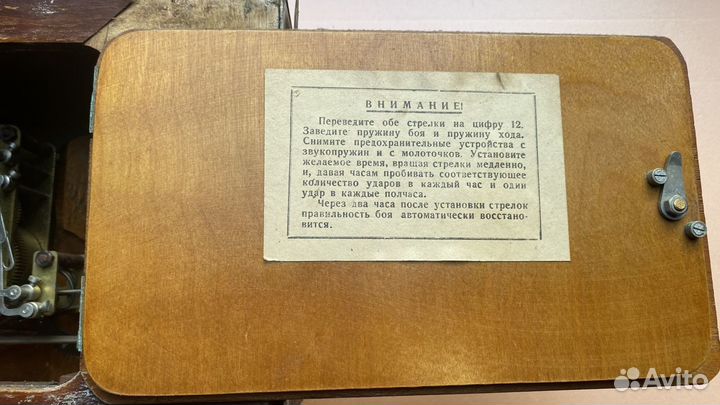 ВНИМАНИЕ!
Переведите обе стрелки на цифру 12.
Заведите пружину боя и пружину хода.
Снимите предохранительные устройства с
звукопружин и с молоточков. Установите
желаемое время, вращая стрелки медленно,
и, давая часам пробивать соответствующее
количество ударов в каждый час и один
удар в каждые полчаса.
Через два часа после установки стрелок
правильность боя автоматически восстано-
вится.
Avito